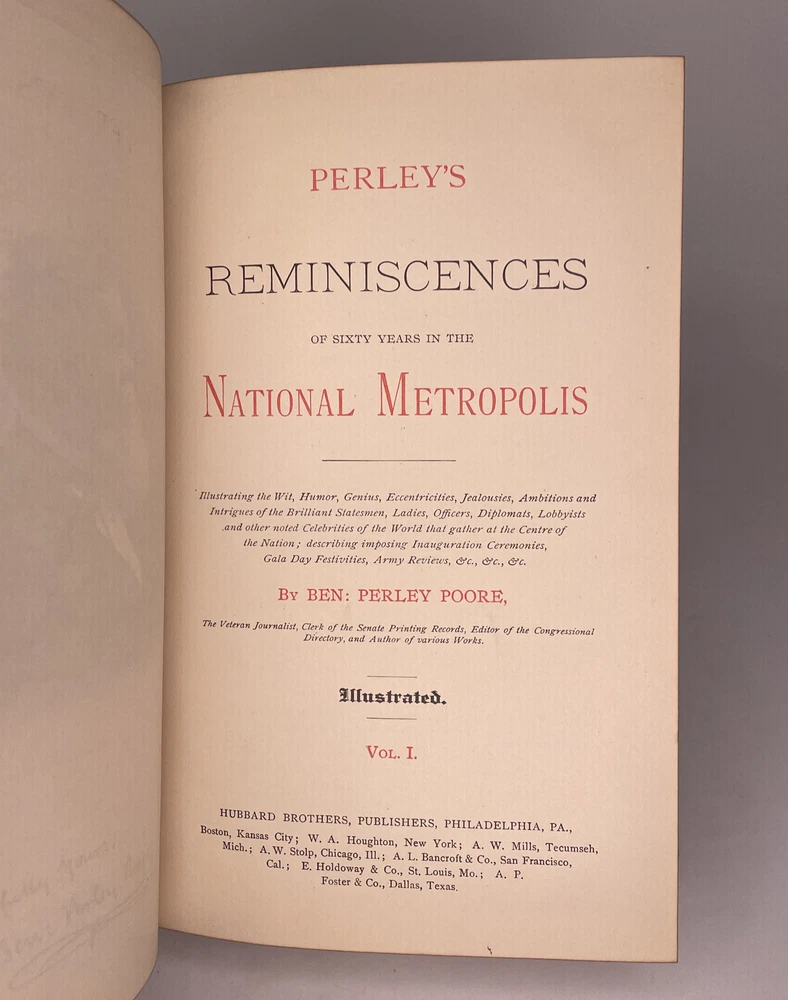 PERLEY'S
REMINISCENCES
OF SIXTY YEARS IN THE
NATIONAL METROPOLIS
Illustrating the Wit, Humor, Genius, Eccentricities, Jealousies, Ambitions and
Intrigues of the Brilliant Statesmen, Ladies, Officers, Diplomats, Lobbyists
and other noted Celebrities of the World that gather at the Centre of
the Nation; describing imposing Inauguration Ceremonies,
Gala Day Festivities, Army Reviews, &c., &c., &c.
BY BEN: PERLEY POORE,
The Veteran Journalist, Clerk of the Senate Printing Records, Editor of the Congressional
Directory, and Author of various Works.
Illustrated.
VOL. I.
HUBBARD BROTHERS, PUBLISHERS, PHILADELPHIA, PA.,
Boston, Kansas City; W. A. Houghton, New York; A. W. Mills, Tecumseh,
Mich.; A. W. Stolp, Chicago, Ill.; A. L. Bancroft & Co., San Francisco,
Cal.; E. Holdoway & Co., St. Louis, Mo.; A. P.
Foster & Co., Dallas, Texas.